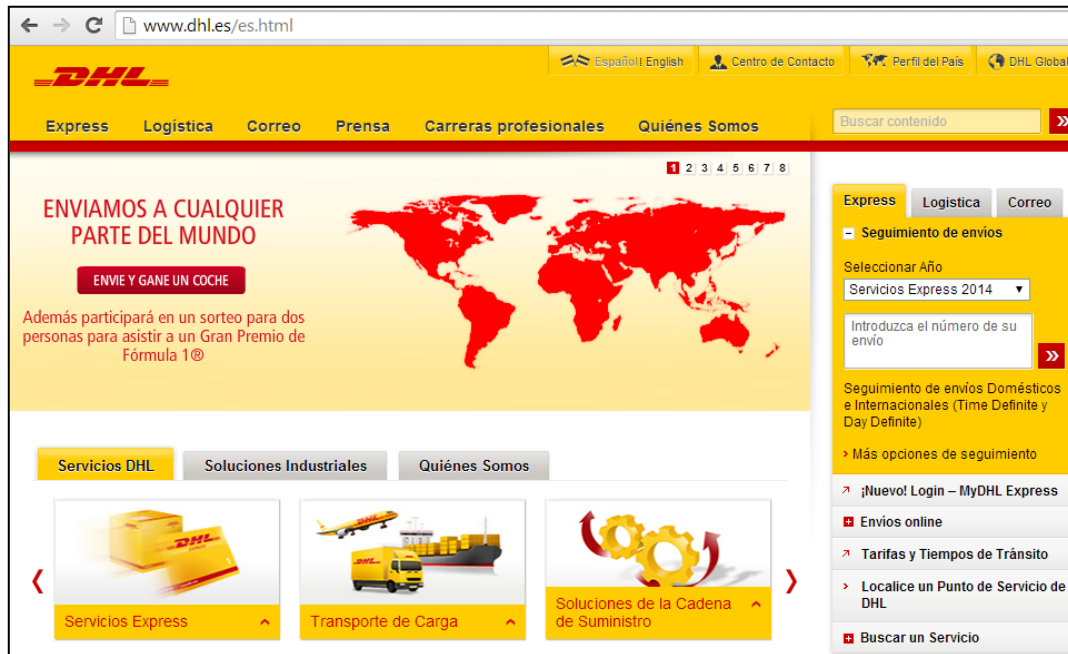 www.dhl.es/es.html
DHL
Español | English
Centro de Contacto
Perfil del País
DHL Global
Express
Logística
Correo
Prensa
Carreras profesionales
Quiénes Somos
Buscar contenido
1 2 3 4 5 6 7 8
ENVIAMOS A CUALQUIER
PARTE DEL MUNDO
ENVIE Y GANE UN COCHE
Además participará en un sorteo para dos
personas para asistir a un Gran Premio de
Fórmula 1®
Express
Logistica
Correo
Seguimiento de envios
Seleccionar Año
Servicios Express 2014
Introduzca el número de su
envío
Seguimiento de envíos Domésticos
e Internacionales (Time Definite y
Day Definite)
Más opciones de seguimiento
¡Nuevo! Login – MyDHL Express
Envíos online
Tarifas y Tiempos de Tránsito
Localice un Punto de Servicio de
DHL
Buscar un Servicio
Servicios DHL
Soluciones Industriales
Quiénes Somos
DHL
DHL
Servicios Express
Transporte de Carga
Soluciones de la Cadena
de Suministro